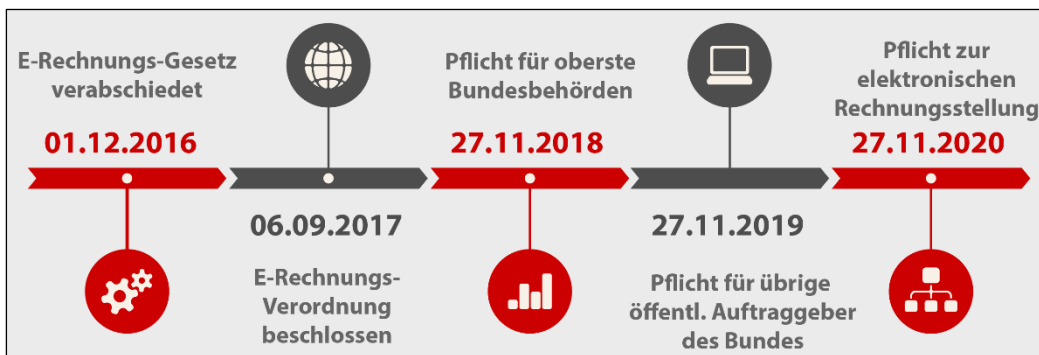 E-Rechnungs-Gesetz
verabschiedet
01.12.2016
06.09.2017
E-Rechnungs-
Verordnung
beschlossen
Pflicht für oberste
Bundesbehörden
27.11.2018
27.11.2019
Pflicht für übrige
öffentl. Auftraggeber
des Bundes
Pflicht zur
elektronischen
Rechnungsstellung
27.11.2020